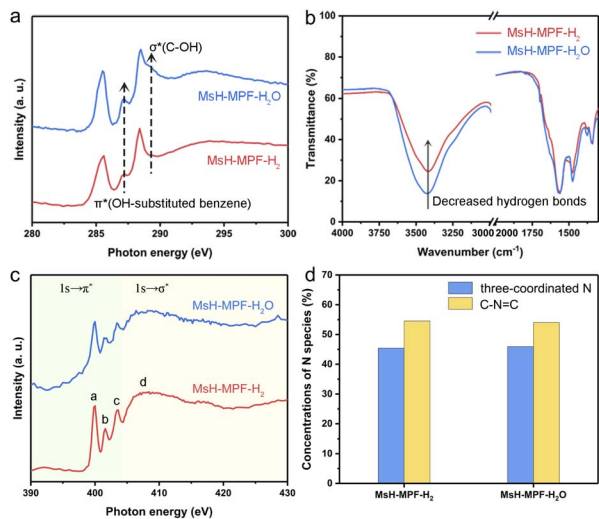 a
σ*(C-OH)
MsH-MPF-H₂O
MsH-MPF-H₂
π*(OH-substituted benzene)
Intensity (a. u.)
280 285 290 295 300
Photon energy (eV)
b
MsH-MPF-H₂
MsH-MPF-H₂O
Decreased hydrogen bonds
Transmittance (%)
100
80
60
40
20
0
4000 3500 3000 2000 1500
Wavenumber (cm⁻¹
c
1s→π*
1s→σ*
MsH-MPF-H₂O
a
b
c
d
MsH-MPF-H₂
Intensity (a. u.)
390 400 410 420 430
Photon energy (eV)
d
three-coordinated N
C-N=C
Concentrations of N species (%)
80
70
60
50
40
30
20
10
0
MsH-MPF-H₂ MsH-MPF-H₂O